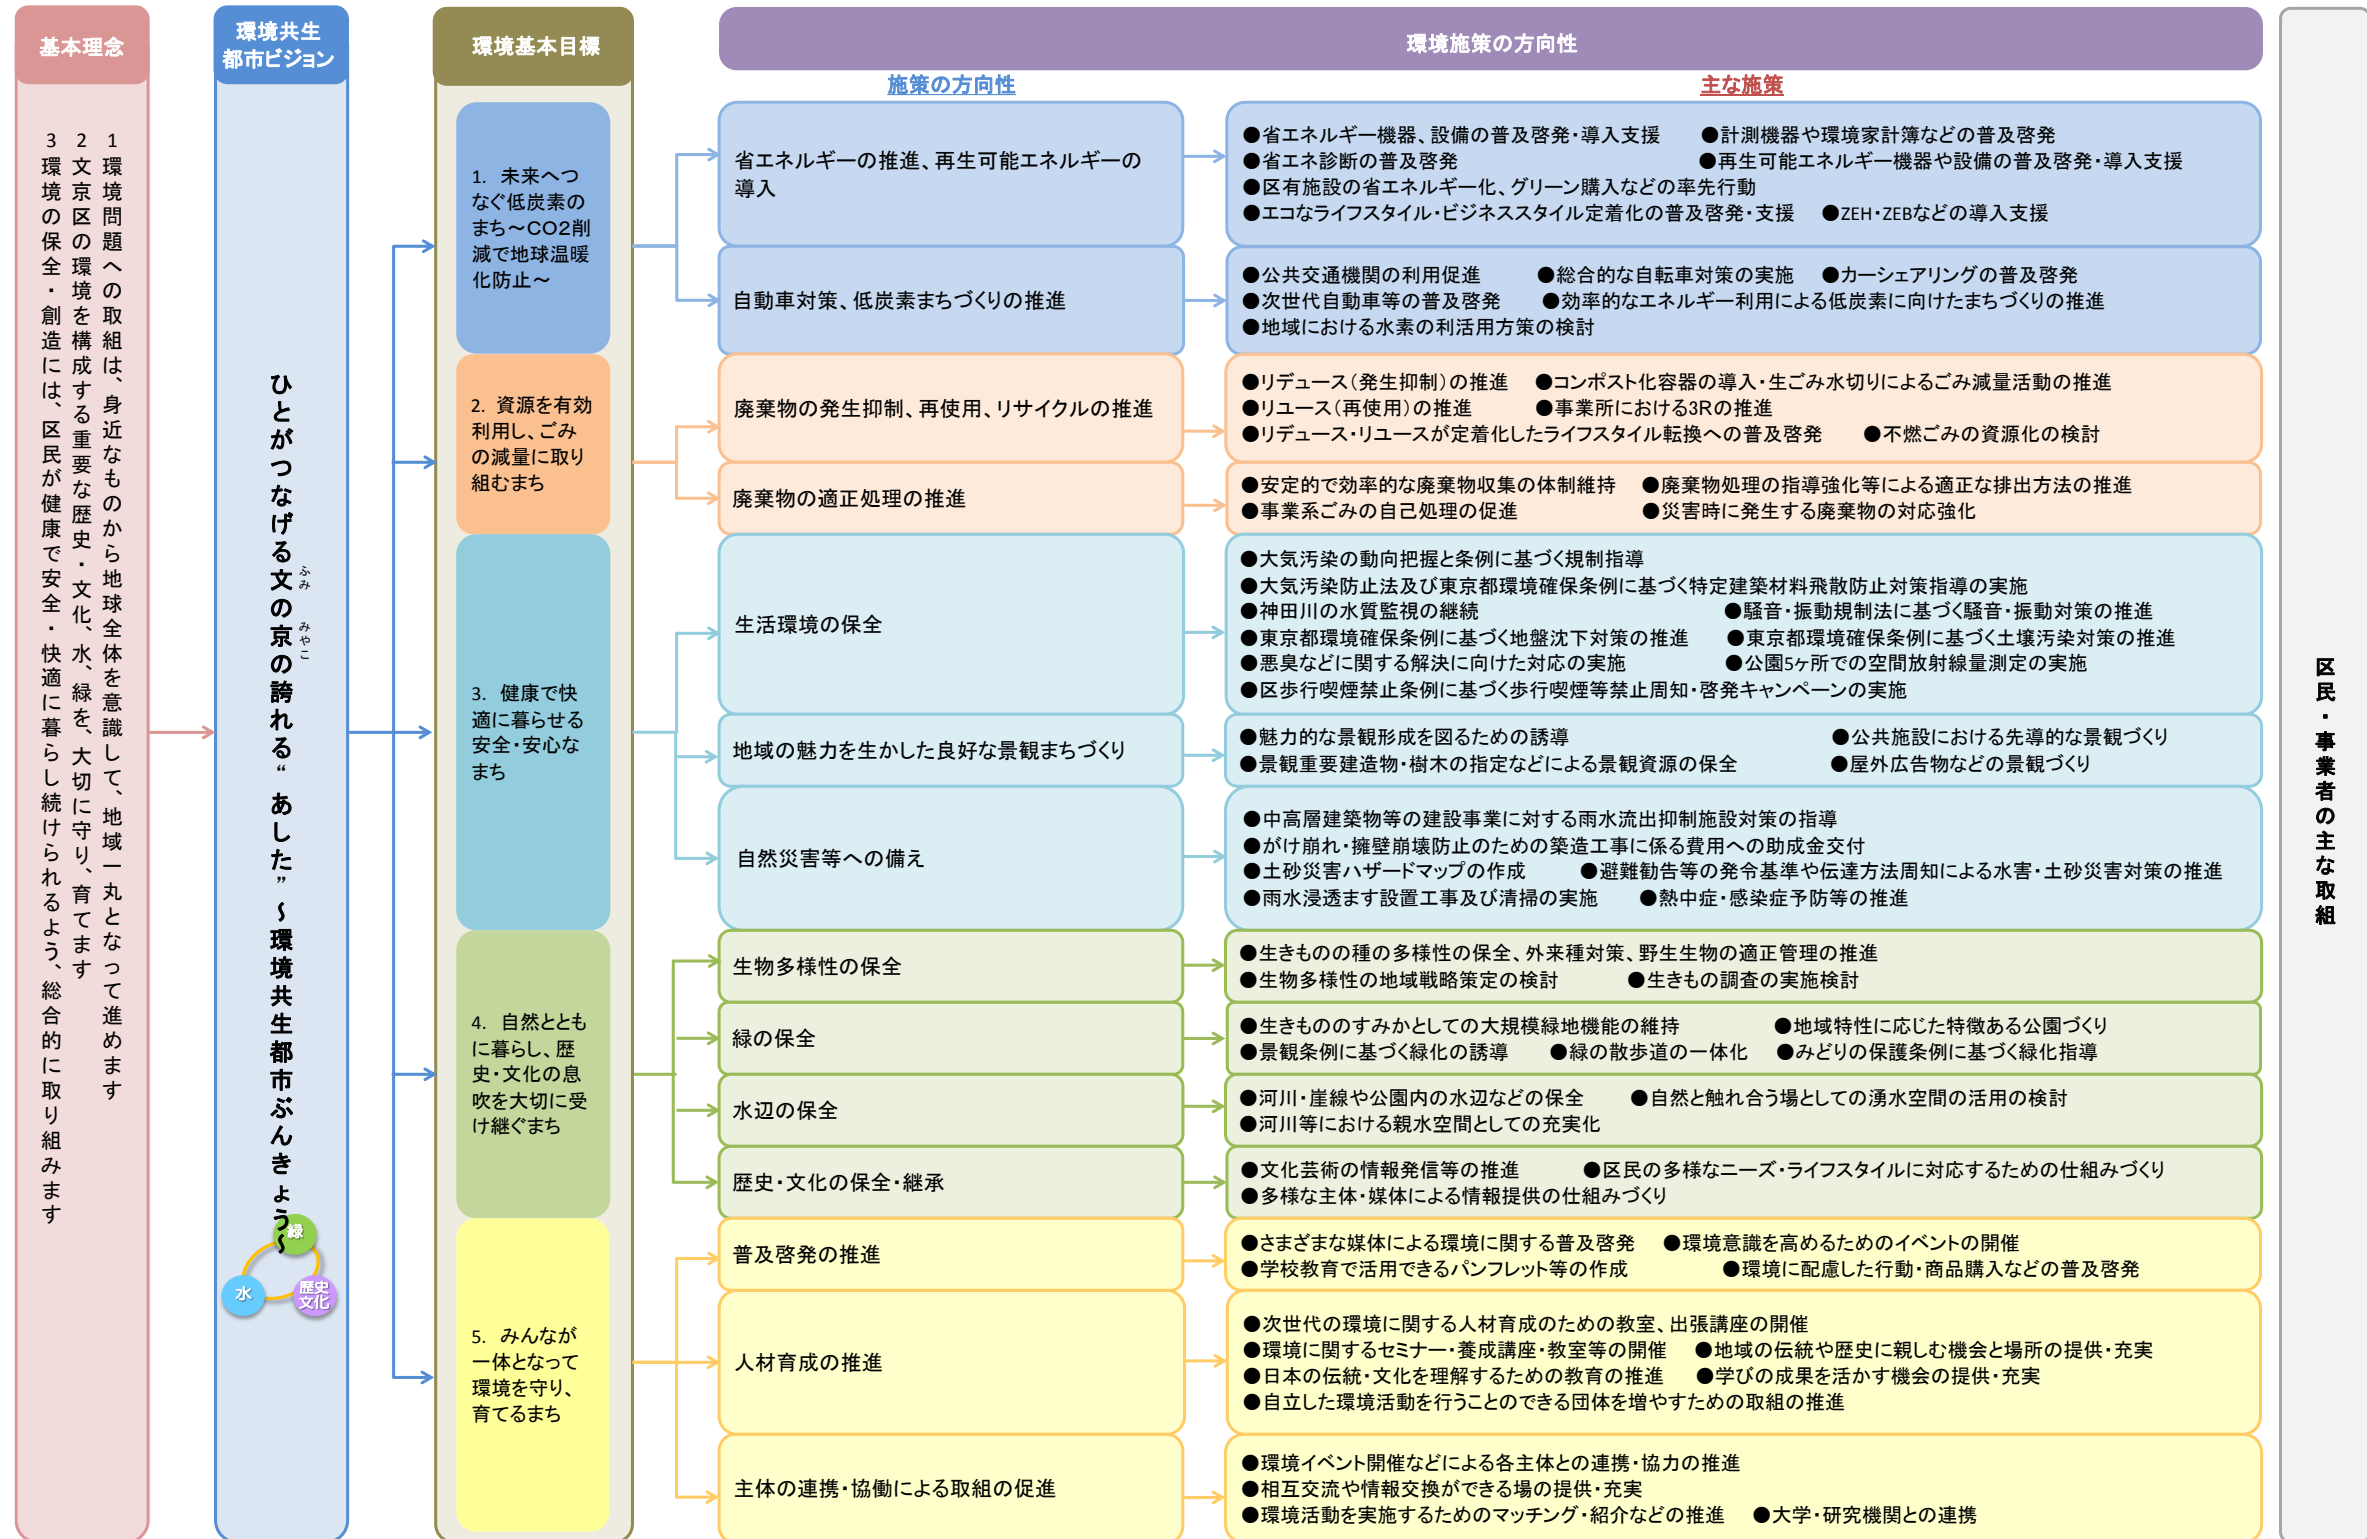 基本理念
1 環境問題への取組は、身近なものから地球全体を意識して、地域一丸となって進めます
2 文京区の環境を構成する重要な歴史・文化、水、緑を、大切に守り、育てます
3 環境の保全・創造には、区民が健康で安全・快適に暮らし続けられるよう、総合的に取り組みます
環境共生
都市ビジョン
ひとがつなげる文の京の誇れる“あした”～環境共生都市ぶんきょう～
ふみ
みやこ
緑
水
歴史
文化
環境基本目標
1. 未来へつ
なぐ低炭素の
まち～CO2削
減で地球温暖
化防止～
2. 資源を有効
利用し、ごみ
の減量に取り
組むまち
3. 健康で快
適に暮らせる
安全・安心な
まち
4. 自然ととも
に暮らし、歴
史・文化の息
吹を大切に受
け継ぐまち
5. みんなが
一体となって
環境を守り、
育てるまち
環境施策の方向性
施策の方向性
主な施策
省エネルギーの推進、再生可能エネルギーの
導入
●省エネルギー機器、設備の普及啓発・導入支援 ●計測機器や環境家計簿などの普及啓発
●省エネ診断の普及啓発 ●再生可能エネルギー機器や設備の普及啓発・導入支援
●区有施設の省エネルギー化、グリーン購入などの率先行動
●エコなライフスタイル・ビジネススタイル定着化の普及啓発・支援 ●ZEH・ZEBなどの導入支援
自動車対策、低炭素まちづくりの推進
●公共交通機関の利用促進 ●総合的な自転車対策の実施 ●カーシェアリングの普及啓発
●次世代自動車等の普及啓発 ●効率的なエネルギー利用による低炭素に向けたまちづくりの推進
●地域における水素の利活用方策の検討
廃棄物の発生抑制、再使用、リサイクルの推進
●リデュース（発生抑制）の推進 ●コンポスト化容器の導入・生ごみ水切りによるごみ減量活動の推進
●リユース（再使用）の推進 ●事業所における3Rの推進
●リデュース・リユースが定着化したライフスタイル転換への普及啓発 ●不燃ごみの資源化の検討
廃棄物の適正処理の推進
●安定的で効率的な廃棄物収集の体制維持 ●廃棄物処理の指導強化等による適正な排出方法の推進
●事業系ごみの自己処理の促進 ●災害時に発生する廃棄物の対応強化
生活環境の保全
●大気汚染の動向把握と条例に基づく規制指導
●大気汚染防止法及び東京都環境確保条例に基づく特定建築材料飛散防止対策指導の実施
●神田川の水質監視の継続 ●騒音・振動規制法に基づく騒音・振動対策の推進
●東京都環境確保条例に基づく地盤沈下対策の推進 ●東京都環境確保条例に基づく土壌汚染対策の推進
●悪臭などに関する解決に向けた対応の実施 ●公園5ヶ所での空間放射線量測定の実施
●区歩行喫煙禁止条例に基づく歩行喫煙等禁止周知・啓発キャンペーンの実施
地域の魅力を生かした良好な景観まちづくり
●魅力的な景観形成を図るための誘導 ●公共施設における先導的な景観づくり
●景観重要建造物・樹木の指定などによる景観資源の保全 ●屋外広告物などの景観づくり
自然災害等への備え
●中高層建築物等の建設事業に対する雨水流出抑制施設対策の指導
●がけ崩れ・擁壁崩壊防止のための築造工事に係る費用への助成金交付
●土砂災害ハザードマップの作成 ●避難勧告等の発令基準や伝達方法周知による水害・土砂災害対策の推進
●雨水浸透ます設置工事及び清掃の実施 ●熱中症・感染症予防等の推進
生物多様性の保全
●生きものの種の多様性の保全、外来種対策、野生生物の適正管理の推進
●生物多様性の地域戦略策定の検討 ●生きもの調査の実施検討
緑の保全
●生きもののすみかとしての大規模緑地機能の維持 ●地域特性に応じた特徴ある公園づくり
●景観条例に基づく緑化の誘導 ●緑の散歩道の一体化 ●みどりの保護条例に基づく緑化指導
水辺の保全
●河川・崖線や公園内の水辺などの保全 ●自然と触れ合う場としての湧水空間の活用の検討
●河川等における親水空間としての充実化
歴史・文化の保全・継承
●文化芸術の情報発信等の推進 ●区民の多様なニーズ・ライフスタイルに対応するための仕組みづくり
●多様な主体・媒体による情報提供の仕組みづくり
普及啓発の推進
●さまざまな媒体による環境に関する普及啓発 ●環境意識を高めるためのイベントの開催
●学校教育で活用できるパンフレット等の作成 ●環境に配慮した行動・商品購入などの普及啓発
人材育成の推進
●次世代の環境に関する人材育成のための教室、出張講座の開催
●環境に関するセミナー・養成講座・教室等の開催 ●地域の伝統や歴史に親しむ機会と場所の提供・充実
●日本の伝統・文化を理解するための教育の推進 ●学びの成果を活かす機会の提供・充実
●自立した環境活動を行うことのできる団体を増やすための取組の推進
主体の連携・協働による取組の促進
●環境イベント開催などによる各主体との連携・協力の推進
●相互交流や情報交換ができる場の提供・充実
●環境活動を実施するためのマッチング・紹介などの推進 ●大学・研究機関との連携
区民・事業者の主な取組